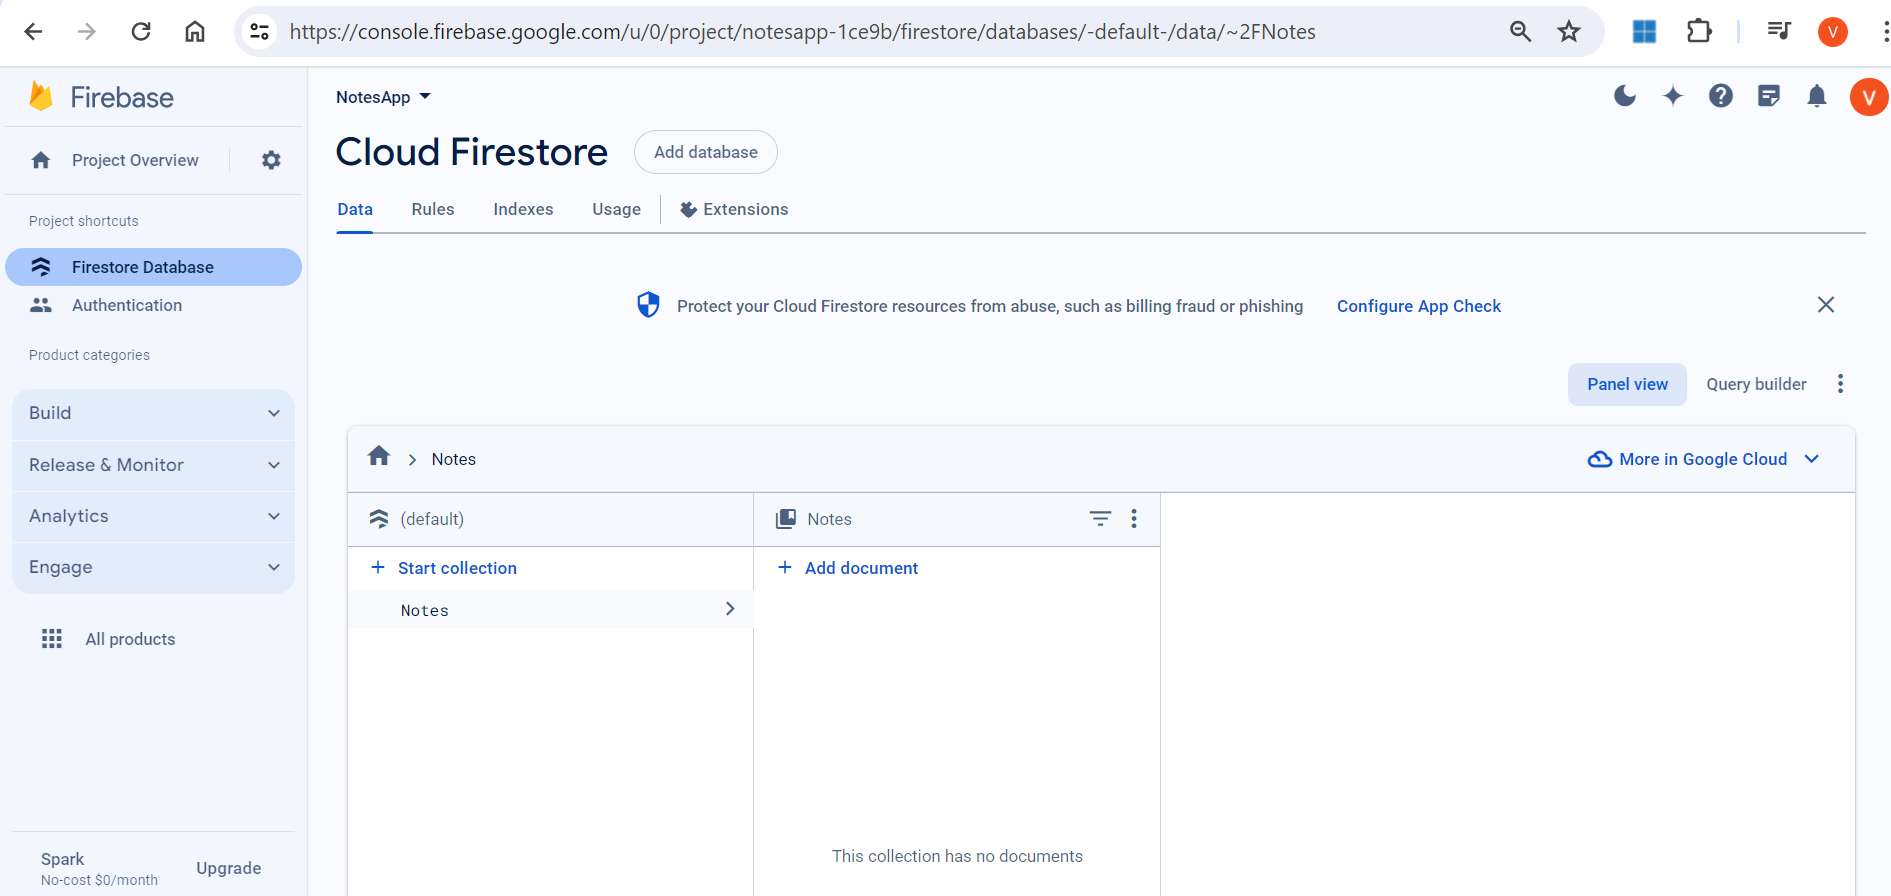 https://console.firebase.google.com/u/0/project/notesapp-1ce9b/firestore/databases/-default-/data/~2FNotes
V
Firebase
NotesApp
V
Project Overview
Cloud Firestore
Add database
Project shortcuts
Data
Rules
Indexes
Usage
Extensions
Firestore Database
Authentication
Protect your Cloud Firestore resources from abuse, such as billing fraud or phishing
Configure App Check
Product categories
Panel view
Query builder
Build
Release & Monitor
Analytics
Engage
All products
Notes
More in Google Cloud
(default)
Notes
Start collection
Add document
Notes
This collection has no documents
Spark
No-cost $0/month
Upgrade